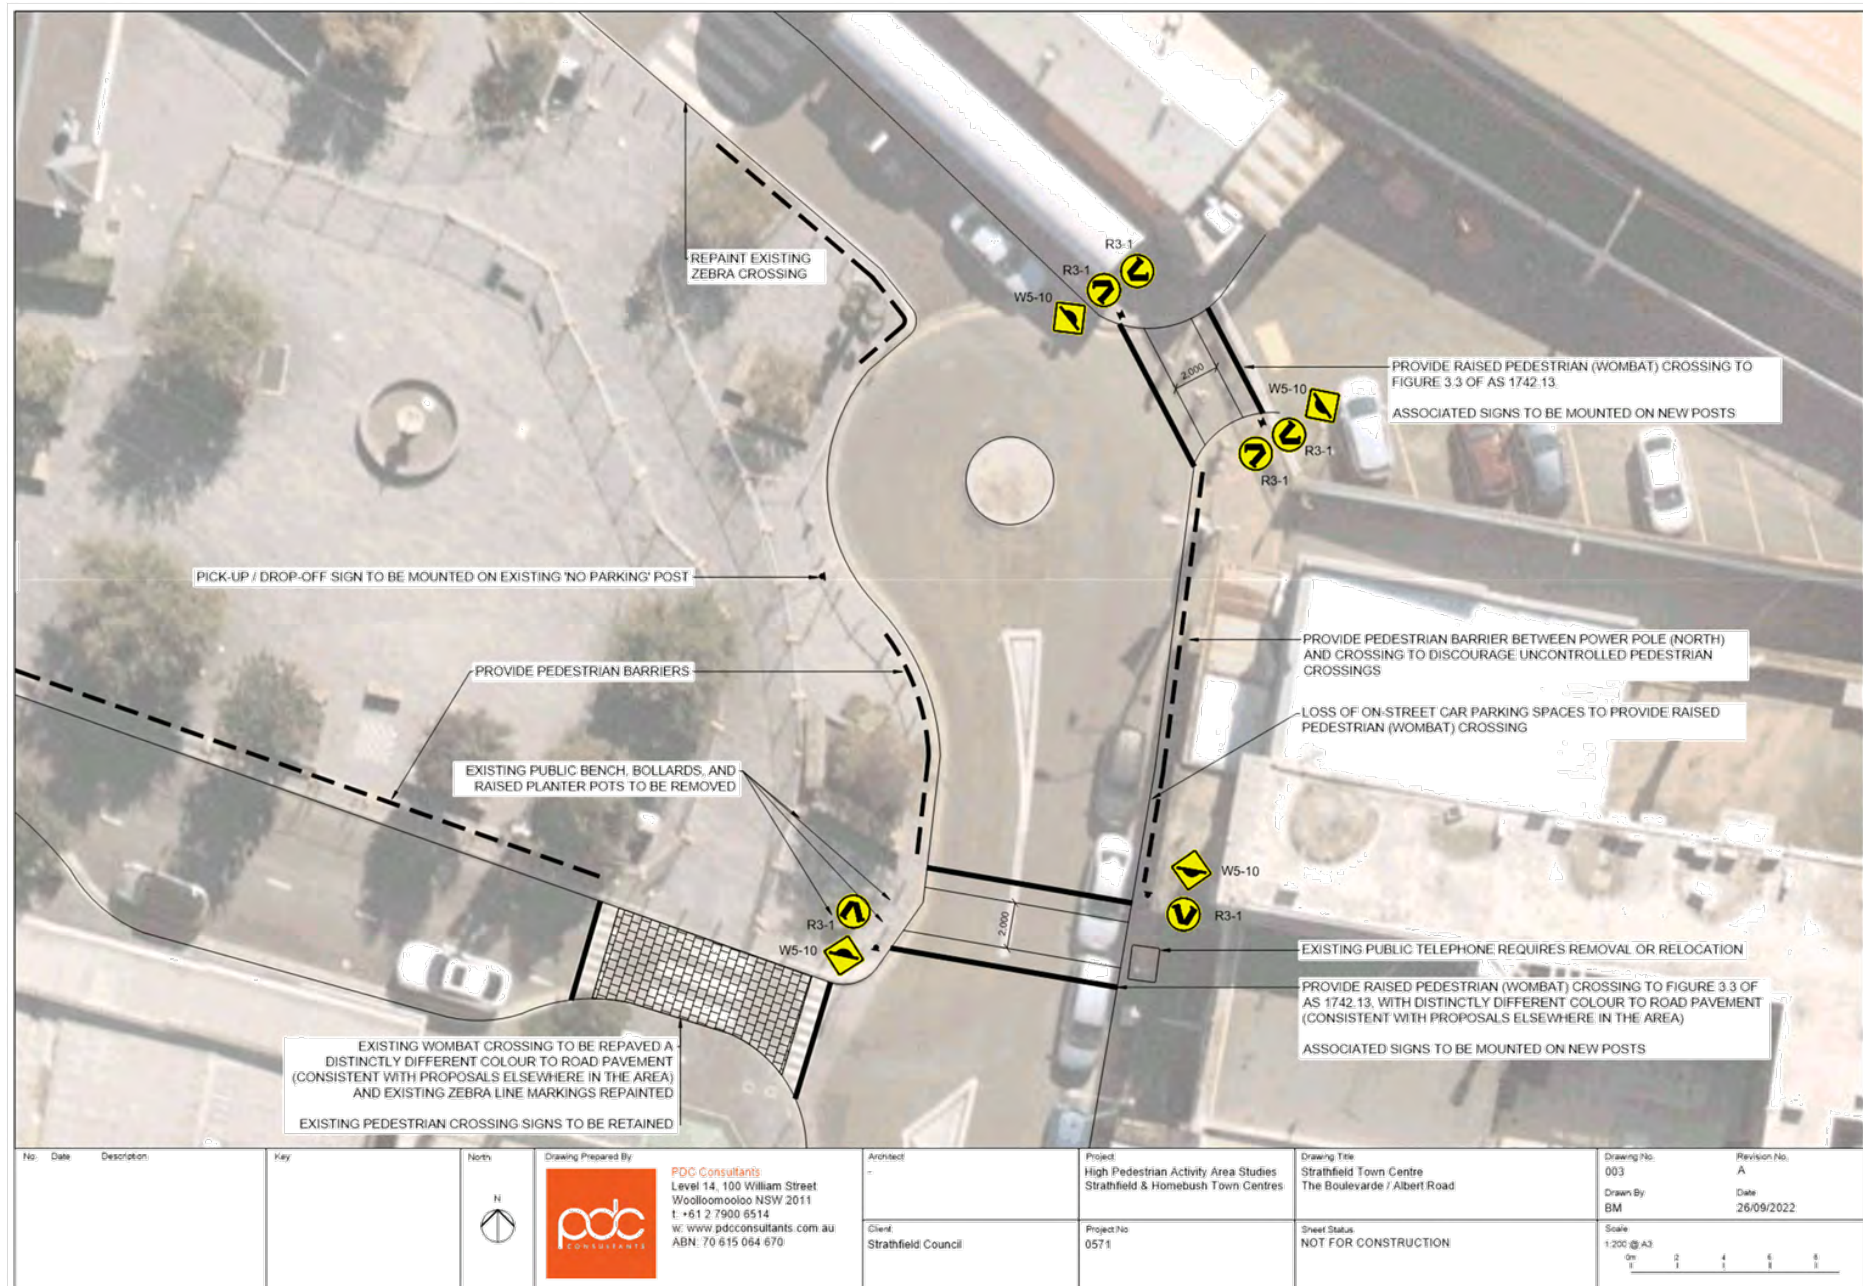 REPAINT EXISTING
ZEBRA CROSSING
R3-1
R3-1
W5-10
2.000
PROVIDE RAISED PEDESTRIAN (WOMBAT) CROSSING TO
FIGURE 3.3 OF AS 1742.13
ASSOCIATED SIGNS TO BE MOUNTED ON NEW POSTS
W5-10
R3-1
R3-1
PICK-UP / DROP-OFF SIGN TO BE MOUNTED ON EXISTING 'NO PARKING' POST
PROVIDE PEDESTRIAN BARRIER BETWEEN POWER POLE (NORTH)
AND CROSSING TO DISCOURAGE UNCONTROLLED PEDESTRIAN
CROSSINGS
PROVIDE PEDESTRIAN BARRIERS
LOSS OF ON-STREET CAR PARKING SPACES TO PROVIDE RAISED
PEDESTRIAN (WOMBAT) CROSSING
EXISTING PUBLIC BENCH, BOLLARDS, AND
RAISED PLANTER POTS TO BE REMOVED
W5-10
R3-1
R3-1
W5-10
2.000
EXISTING PUBLIC TELEPHONE REQUIRES REMOVAL OR RELOCATION
PROVIDE RAISED PEDESTRIAN (WOMBAT) CROSSING TO FIGURE 3.3 OF
AS 1742.13, WITH DISTINCTLY DIFFERENT COLOUR TO ROAD PAVEMENT
(CONSISTENT WITH PROPOSALS ELSEWHERE IN THE AREA)
ASSOCIATED SIGNS TO BE MOUNTED ON NEW POSTS
EXISTING WOMBAT CROSSING TO BE REPAVED A
DISTINCTLY DIFFERENT COLOUR TO ROAD PAVEMENT
(CONSISTENT WITH PROPOSALS ELSEWHERE IN THE AREA)
AND EXISTING ZEBRA LINE MARKINGS REPAINTED
EXISTING PEDESTRIAN CROSSING SIGNS TO BE RETAINED
No. Date Description
Key
North
N
Drawing Prepared By
pdc
CONSULTANTS
PDC Consultants
Level 14, 100 William Street
Woolloomooloo NSW 2011
t: +61 2 7900 6514
w: www.pdcconsultants.com.au
ABN: 70 615 064 670
Architect
-
Client
Strathfield Council
Project
High Pedestrian Activity Area Studies
Strathfield & Homebush Town Centres
Project No
0571
Drawing Title
Strathfield Town Centre
The Boulevarde / Albert Road
Sheet Status
NOT FOR CONSTRUCTION
Drawing No. Revision No.
003 A
Drawn By Date
BM 26/09/2022
Scale
1:200 @ A3
0m 2 4 6 8